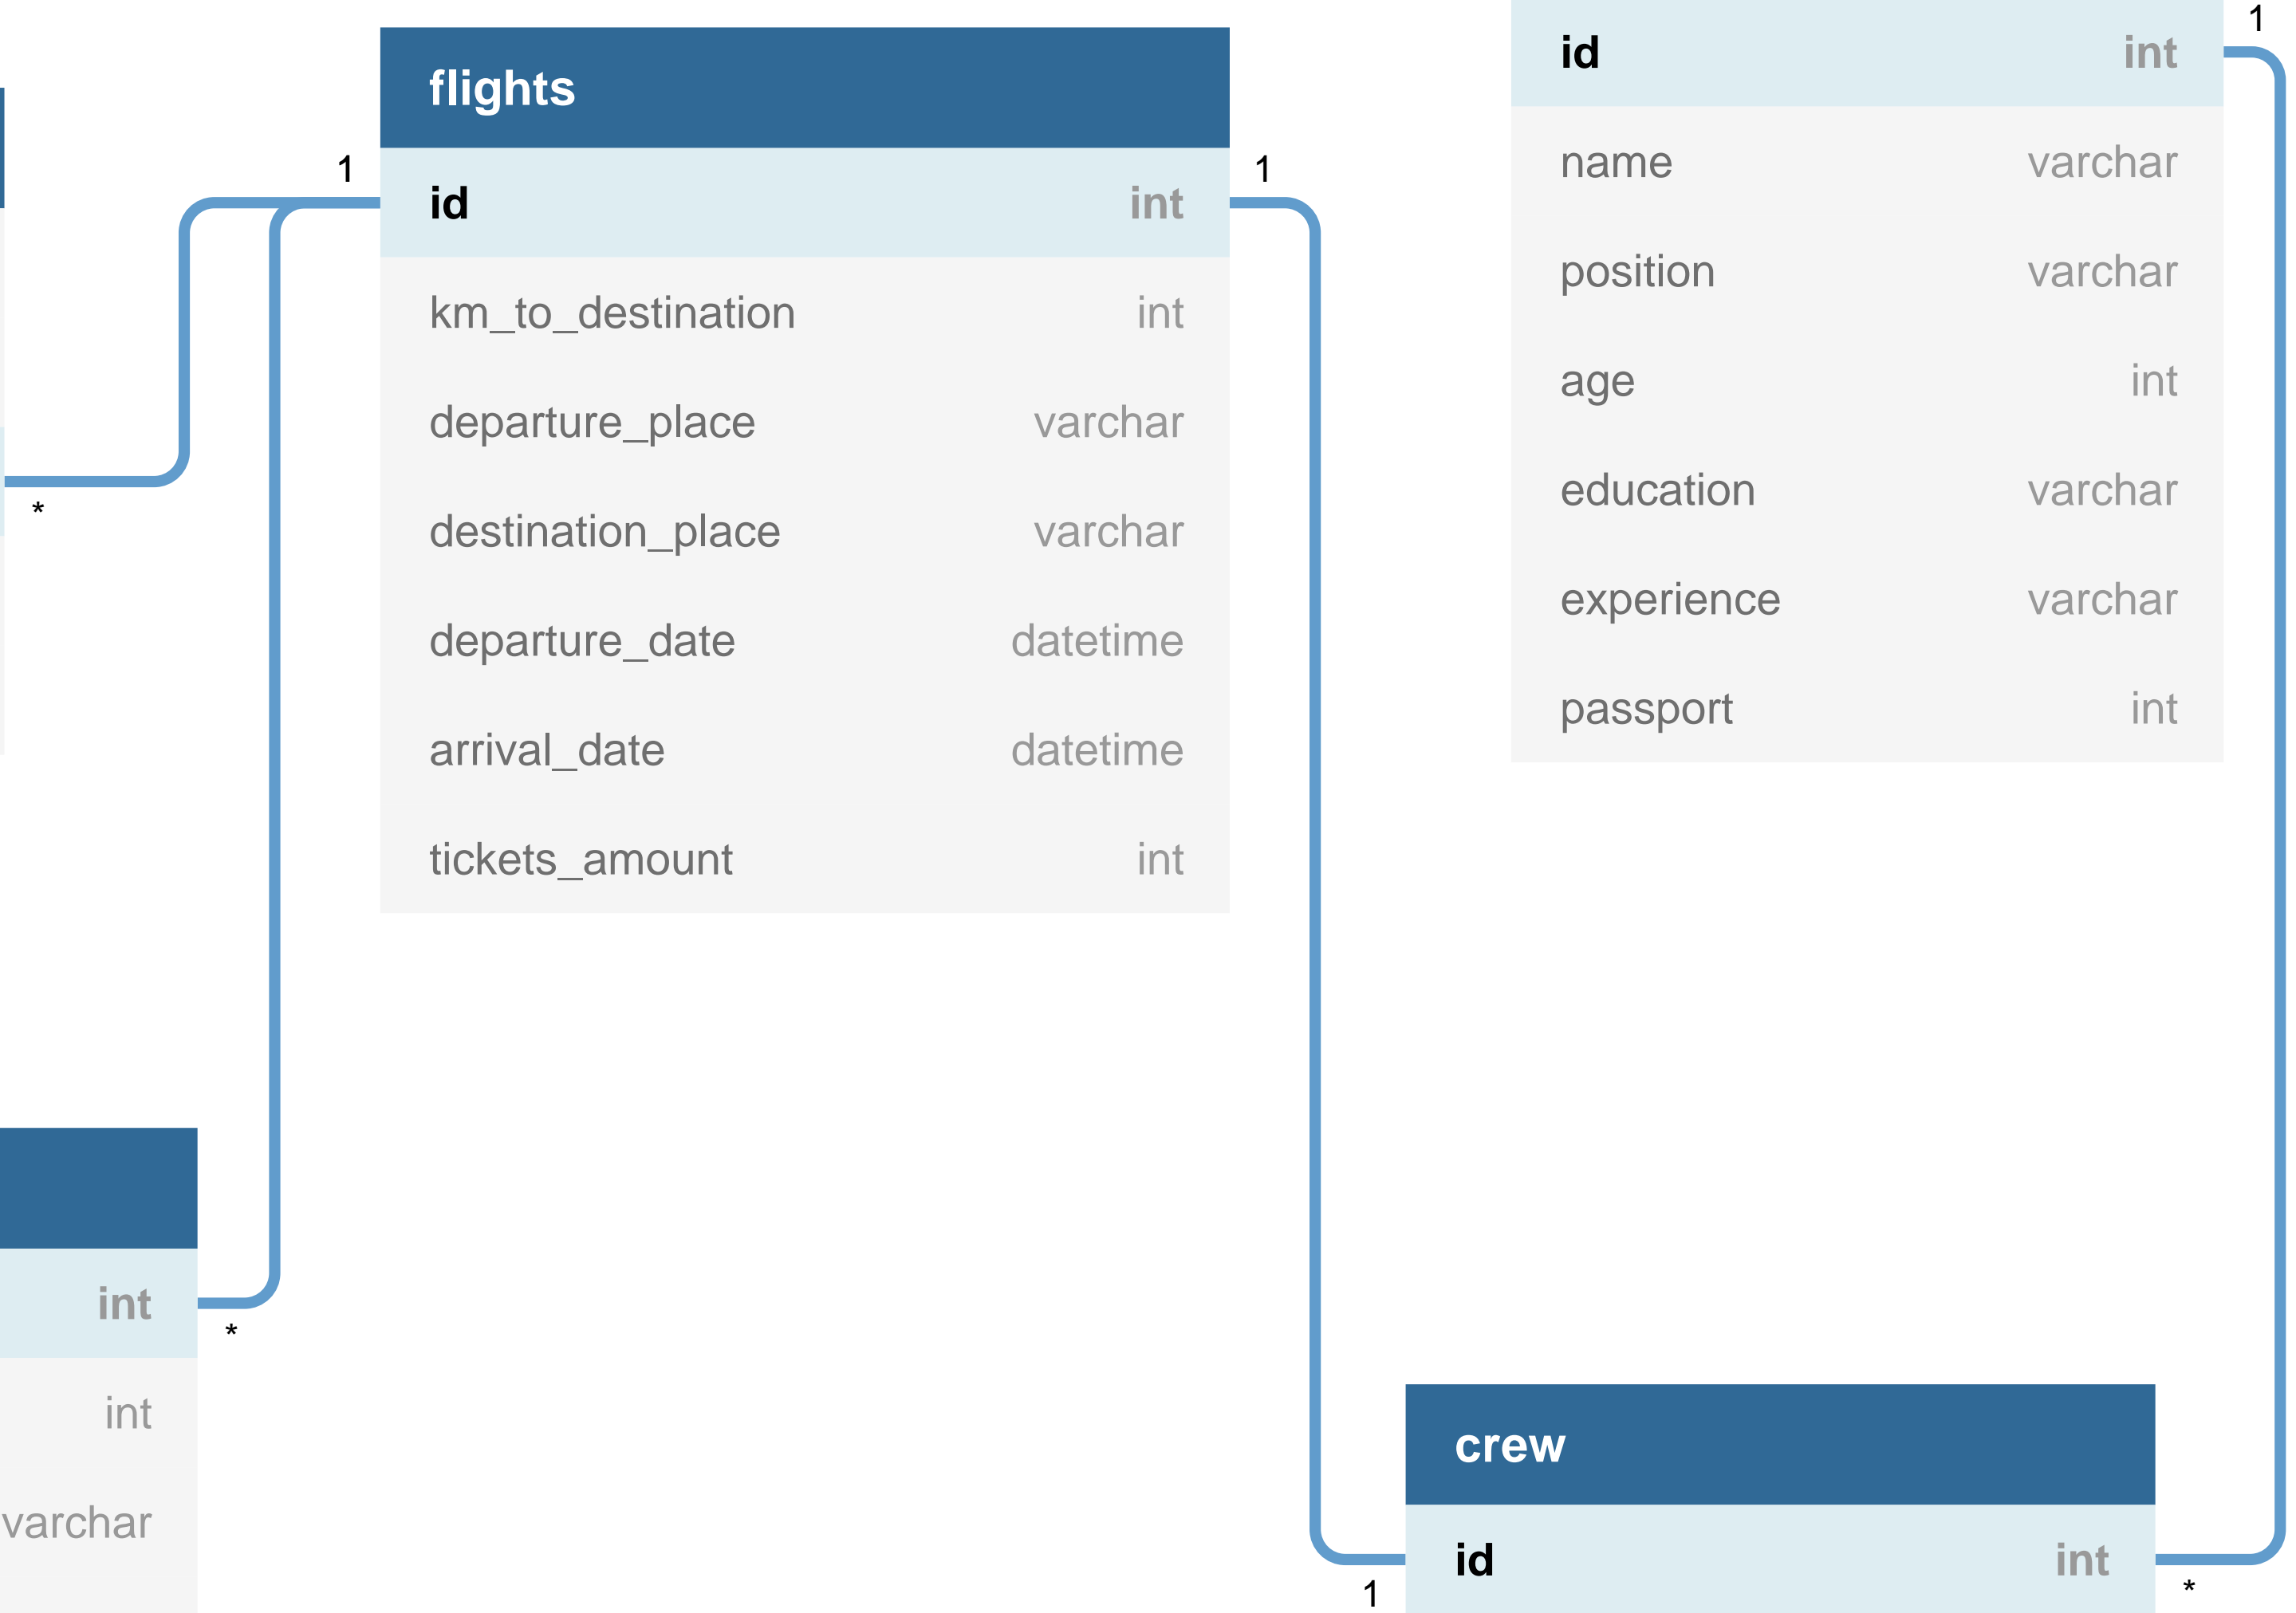 flights
1
1
id int
km_to_destination int
departure_place varchar
destination_place varchar
departure_date datetime
arrival_date datetime
tickets_amount int
*
1
id int
name varchar
position varchar
age int
education varchar
experience varchar
passport int
int
*
int
varchar
crew
id int
1
*